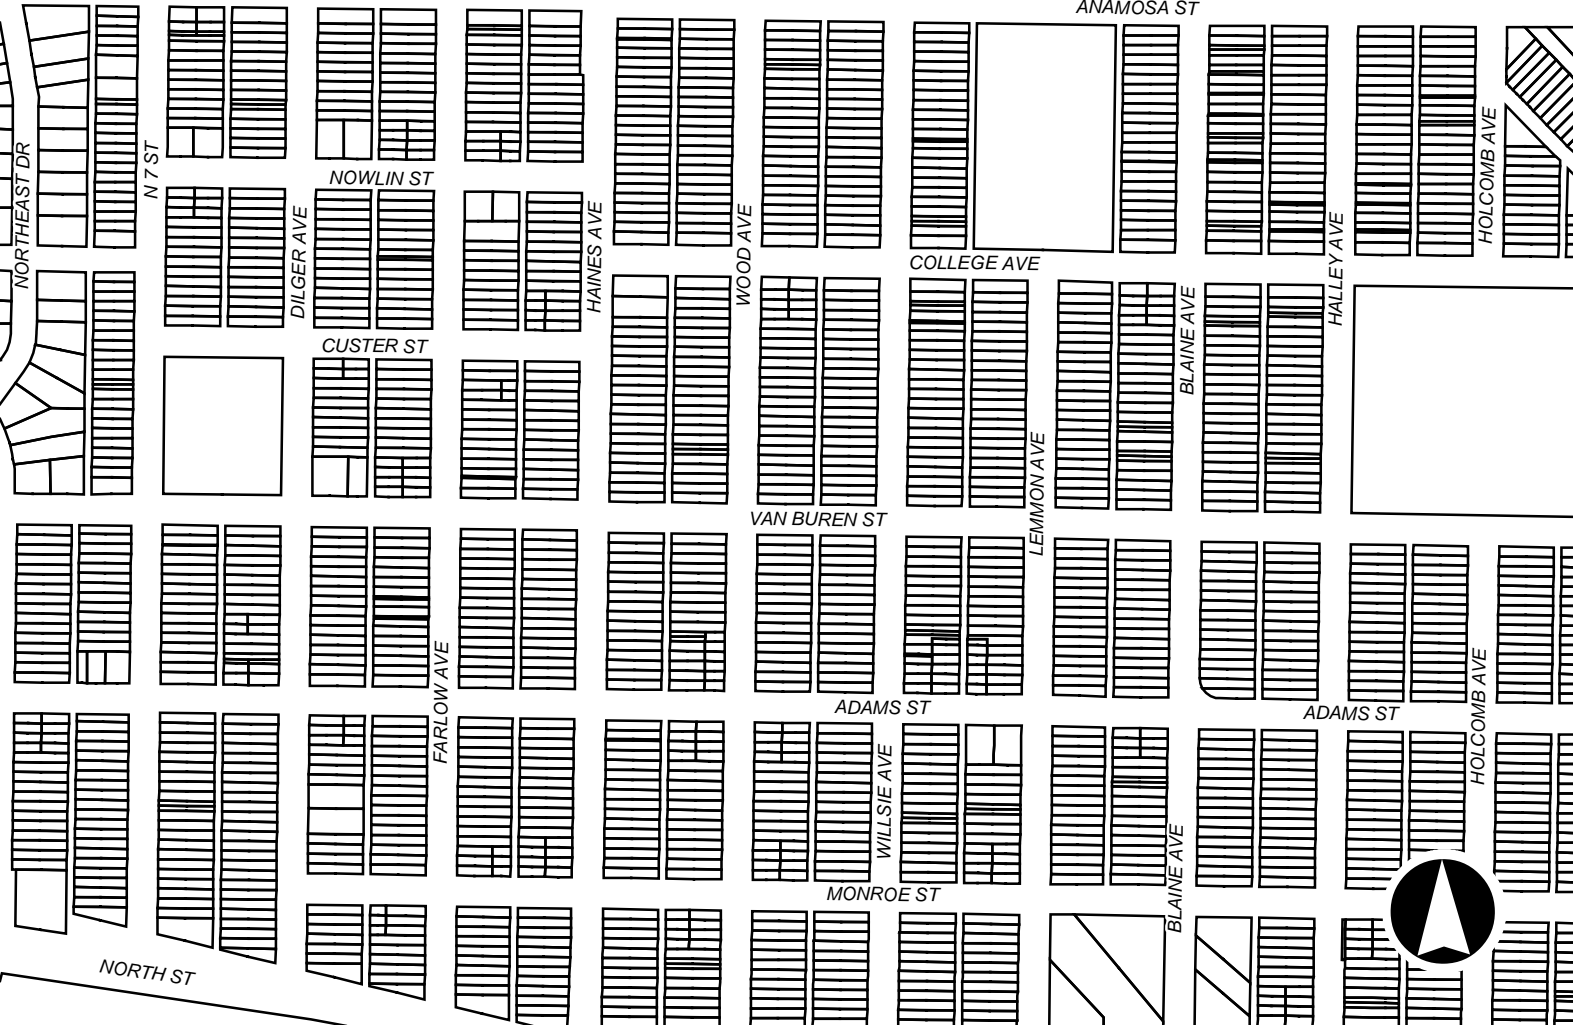 ANAMOSA ST
NORTHEAST DR
N 7 ST
NOWLIN ST
DILGER AVE
HAINES AVE
WOOD AVE
COLLEGE AVE
HALLEY AVE
HOLCOMB AVE
CUSTER ST
BLAINE AVE
LEMMON AVE
VAN BUREN ST
FARLOW AVE
ADAMS ST
ADAMS ST
HOLCOMB AVE
WILLSIE AVE
MONROE ST
BLAINE AVE
NORTH ST